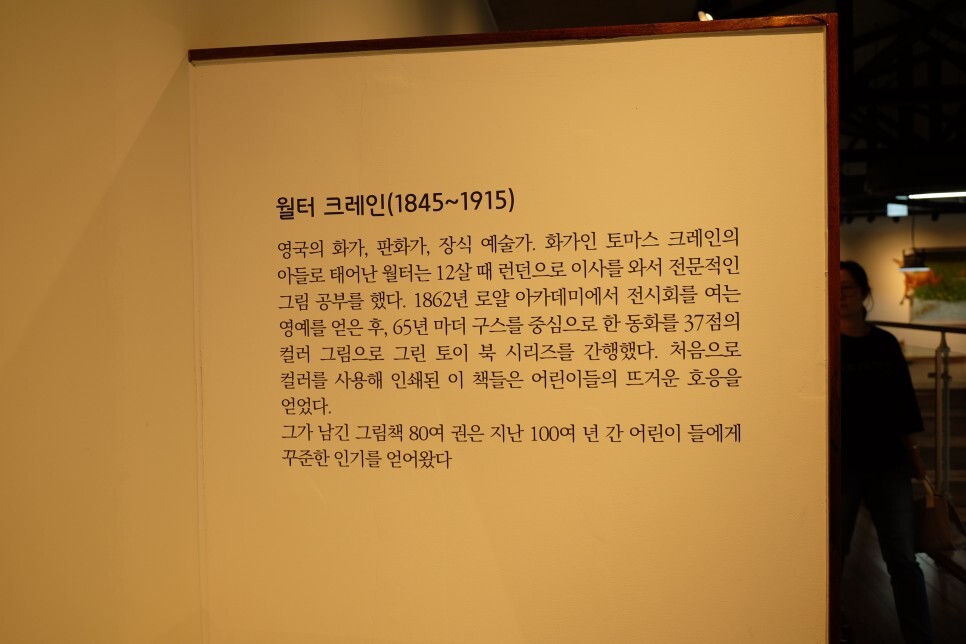 월터 크레인(1845~1915)
영국의 화가, 판화가, 장식 예술가. 화가인 토마스 크레인의
아들로 태어난 월터는 12살 때 런던으로 이사를 와서 전문적인
그림 공부를 했다. 1862년 로얄 아카데미에서 전시회를 여는
영예를 얻은 후, 65년 마더 구스를 중심으로 한 동화를 37점의
컬러 그림으로 그린 토이 북 시리즈를 간행했다. 처음으로
컬러를 사용해 인쇄된 이 책들은 어린이들의 뜨거운 호응을
얻었다.
그가 남긴 그림책 80여 권은 지난 100여 년 간 어린이 들에게
꾸준한 인기를 얻어왔다